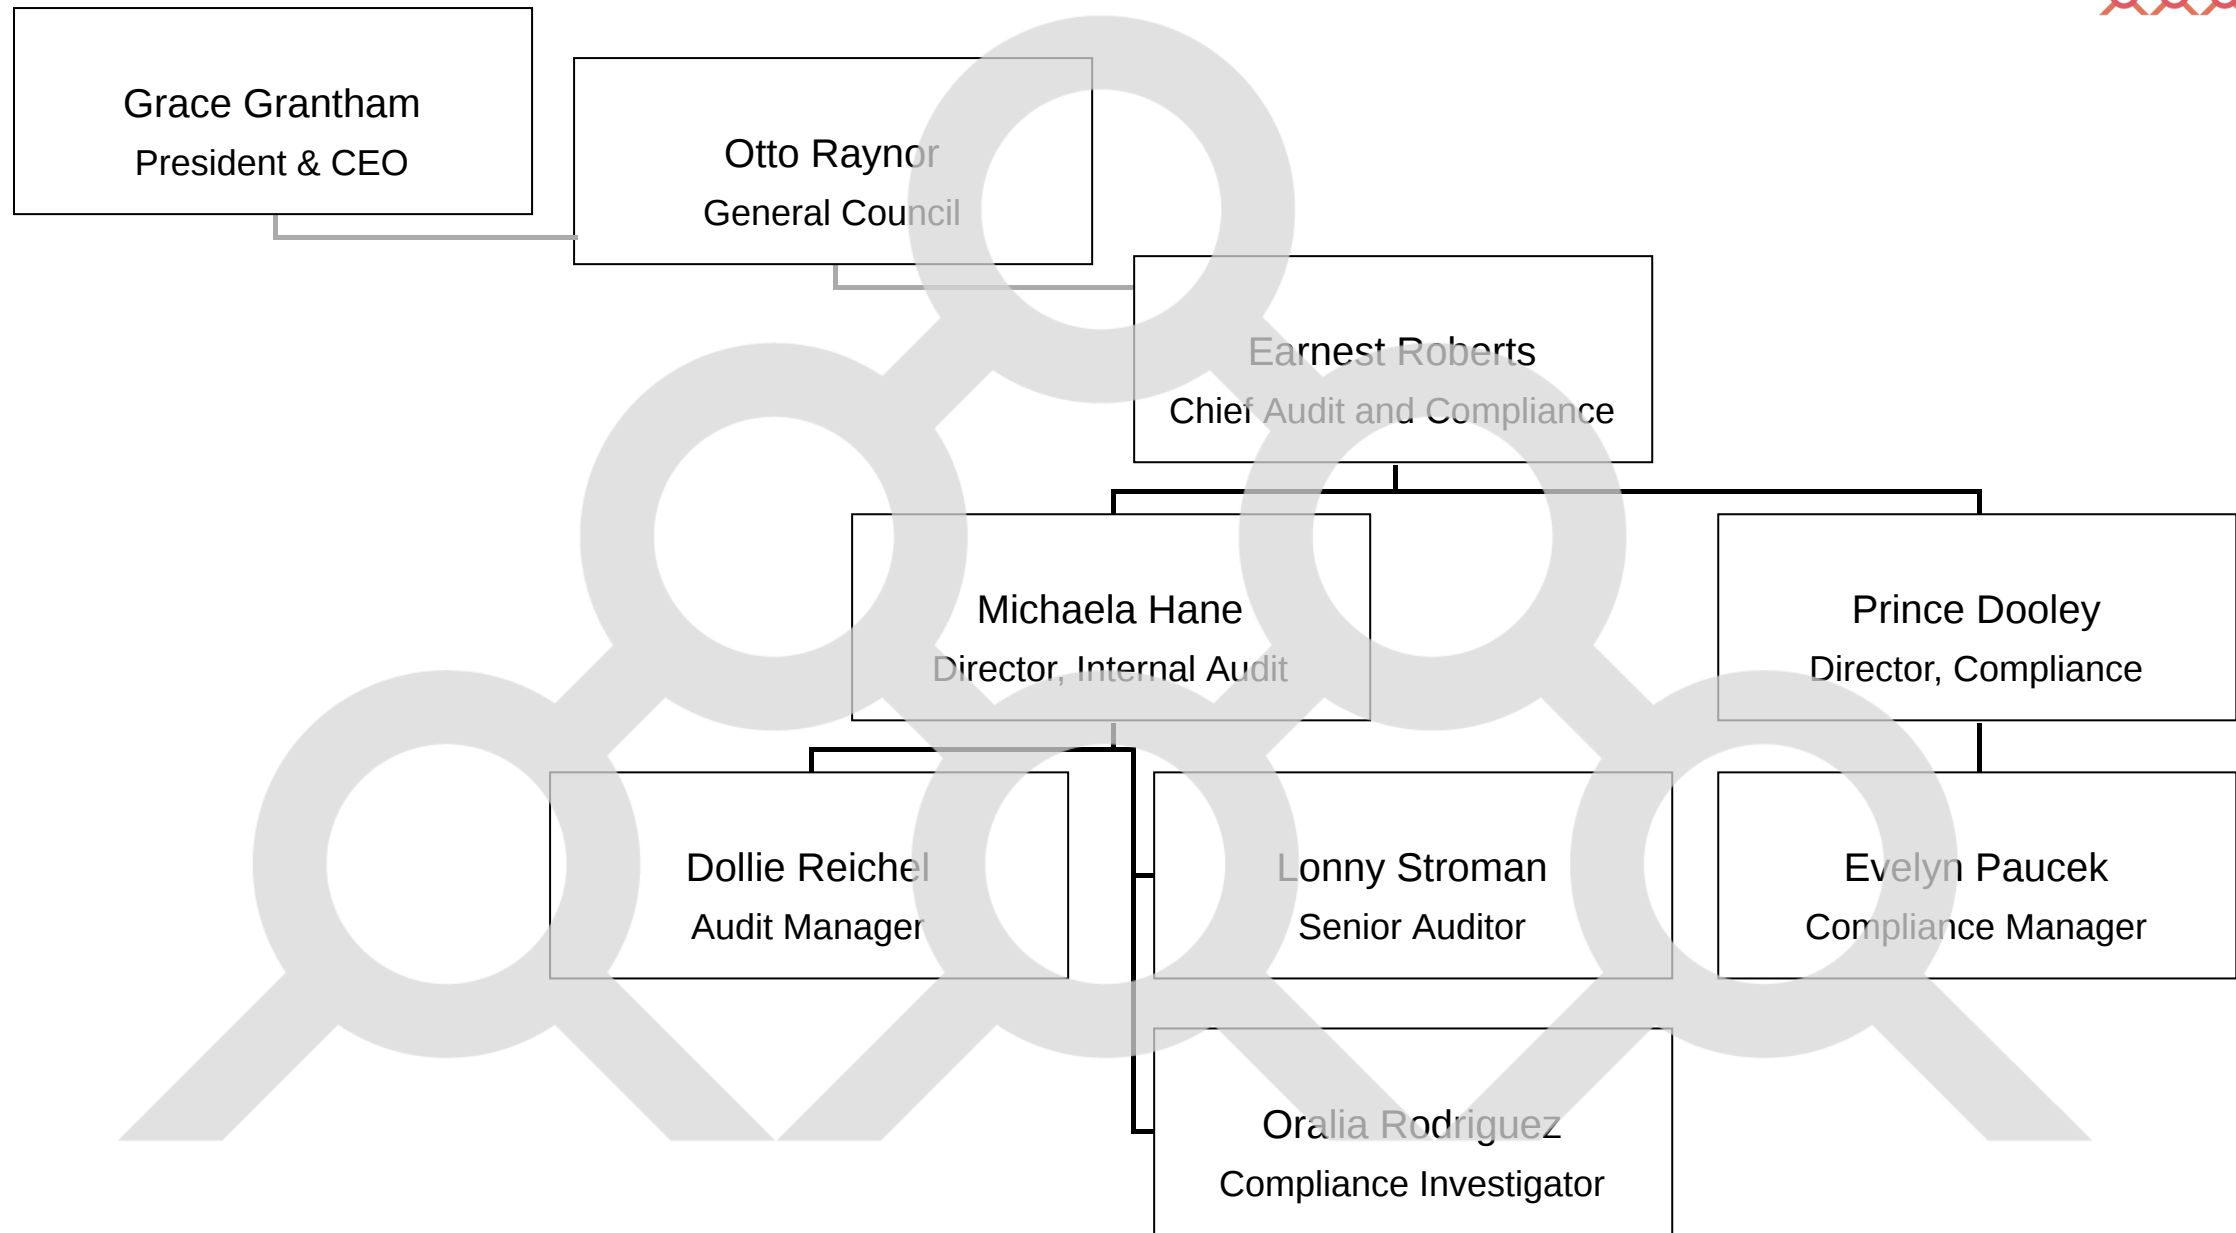 Grace Grantham
President & CEO
Otto Raynor
General Council
Earnest Roberts
Chief Audit and Compliance
Michaela Hane
Director, Internal Audit
Prince Dooley
Director, Compliance
Dollie Reichel
Audit Manager
Lonny Stroman
Senior Auditor
Evelyn Paucek
Compliance Manager
Oralia Rodriguez
Compliance Investigator